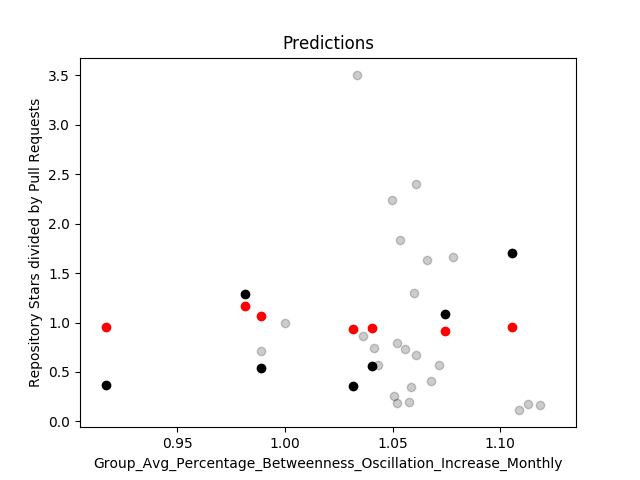 Predictions
Repository Stars divided by Pull Requests
3.5
3.0
2.5
2.0
1.5
1.0
0.5
0.0
0.95 1.00 1.05 1.10
Group_Avg_Percentage_Betweenness_Oscillation_Increase_Monthly